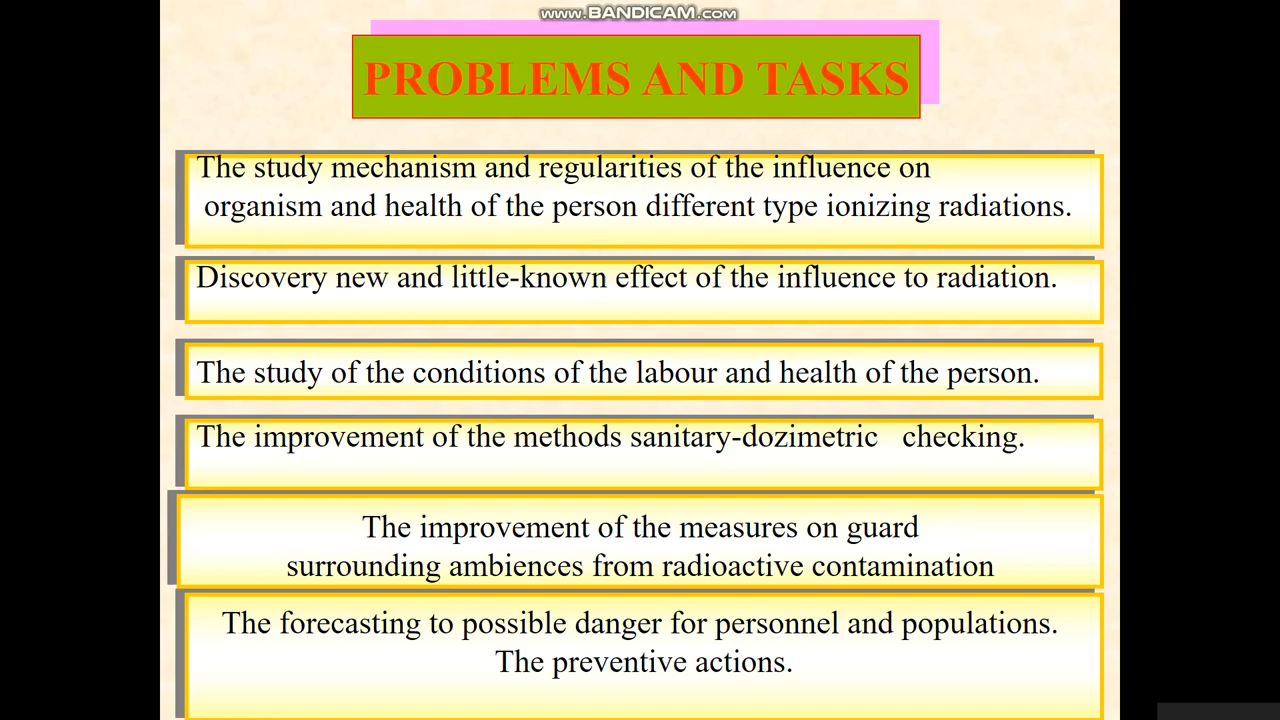 www.BANDICAM.com
PROBLEMS AND TASKS
The study mechanism and regularities of the influence on
organism and health of the person different type ionizing radiations.
Discovery new and little-known effect of the influence to radiation.
The study of the conditions of the labour and health of the person.
The improvement of the methods sanitary-dozimetric checking.
The improvement of the measures on guard
surrounding ambiences from radioactive contamination
The forecasting to possible danger for personnel and populations.
The preventive actions.